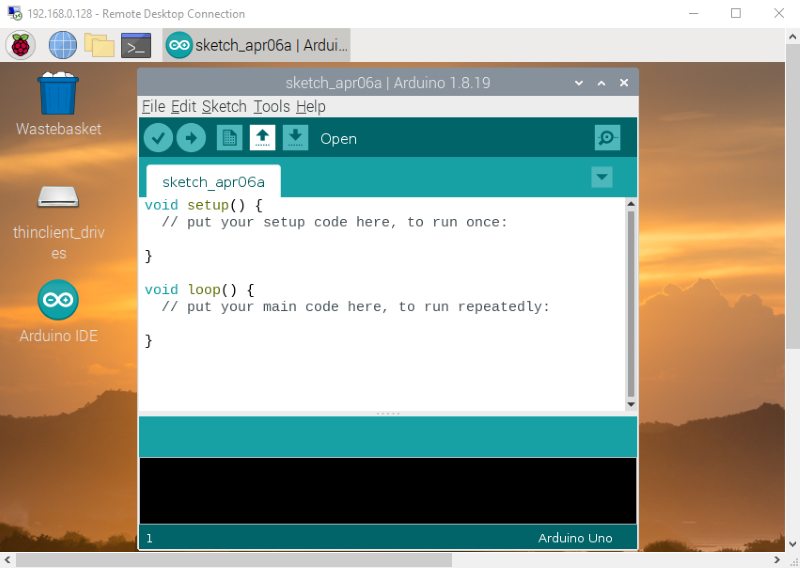 192.168.0.128 - Remote Desktop Connection
sketch_apr06a | Ardui...
Wastebasket
thinclient_driv
es
Arduino IDE
sketch_apr06a | Arduino 1.8.19
File Edit Sketch Tools Help
Open
sketch_apr06a
void setup() {
// put your setup code here, to run once:
}
void loop() {
// put your main code here, to run repeatedly:
}
1
Arduino Uno